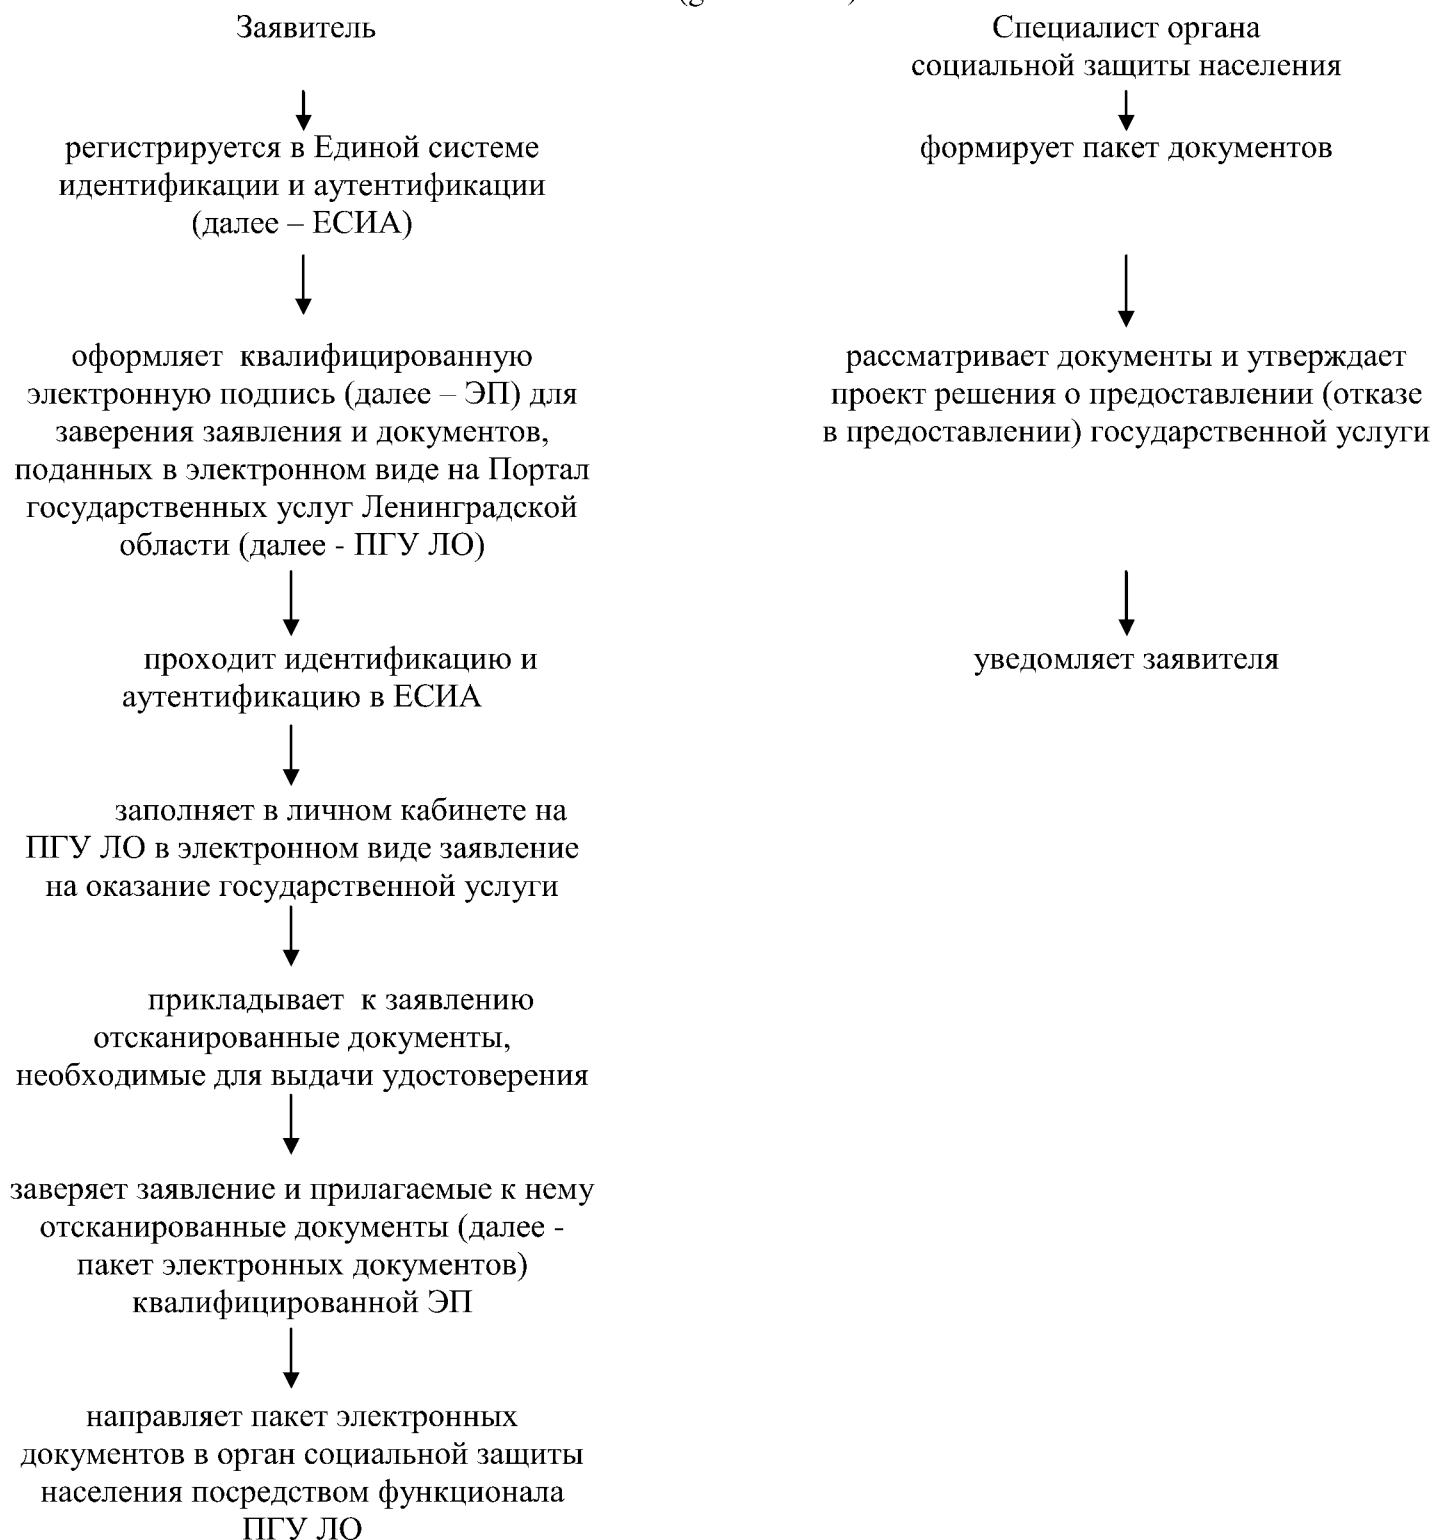 Заявитель
регистрируется в Единой системе
идентификации и аутентификации
(далее – ЕСИА)
оформляет квалифицированную
электронную подпись (далее – ЭП) для
заверения заявления и документов,
поданных в электронном виде на Портал
государственных услуг Ленинградской
области (далее - ПГУ ЛО)
проходит идентификацию и
аутентификацию в ЕСИА
заполняет в личном кабинете на
ПГУ ЛО в электронном виде заявление
на оказание государственной услуги
прикладывает к заявлению
отсканированные документы,
необходимые для выдачи удостоверения
заверяет заявление и прилагаемые к нему
отсканированные документы (далее -
пакет электронных документов)
квалифицированной ЭП
направляет пакет электронных
документов в орган социальной защиты
населения посредством функционала
ПГУ ЛО
Специалист органа
социальной защиты населения
формирует пакет документов
рассматривает документы и утверждает
проект решения о предоставлении (отказе
в предоставлении) государственной услуги
уведомляет заявителя